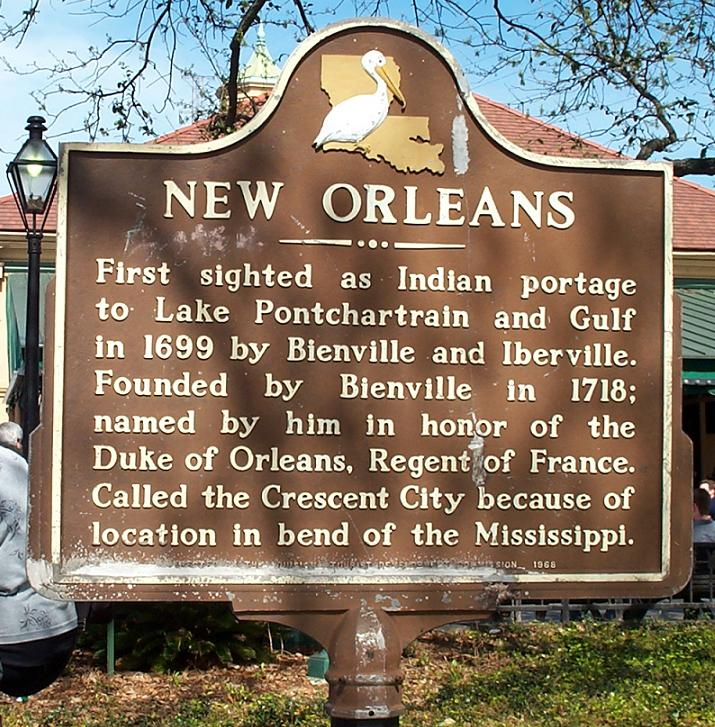 NEW ORLEANS
First sighted as Indian portage
to Lake Pontchartrain and Gulf
in 1699 by Bienville and Iberville.
Founded by Bienville in 1718;
named by him in honor of the
Duke of Orleans, Regent of France.
Called the Crescent City because of
location in bend of the Mississippi.
1968